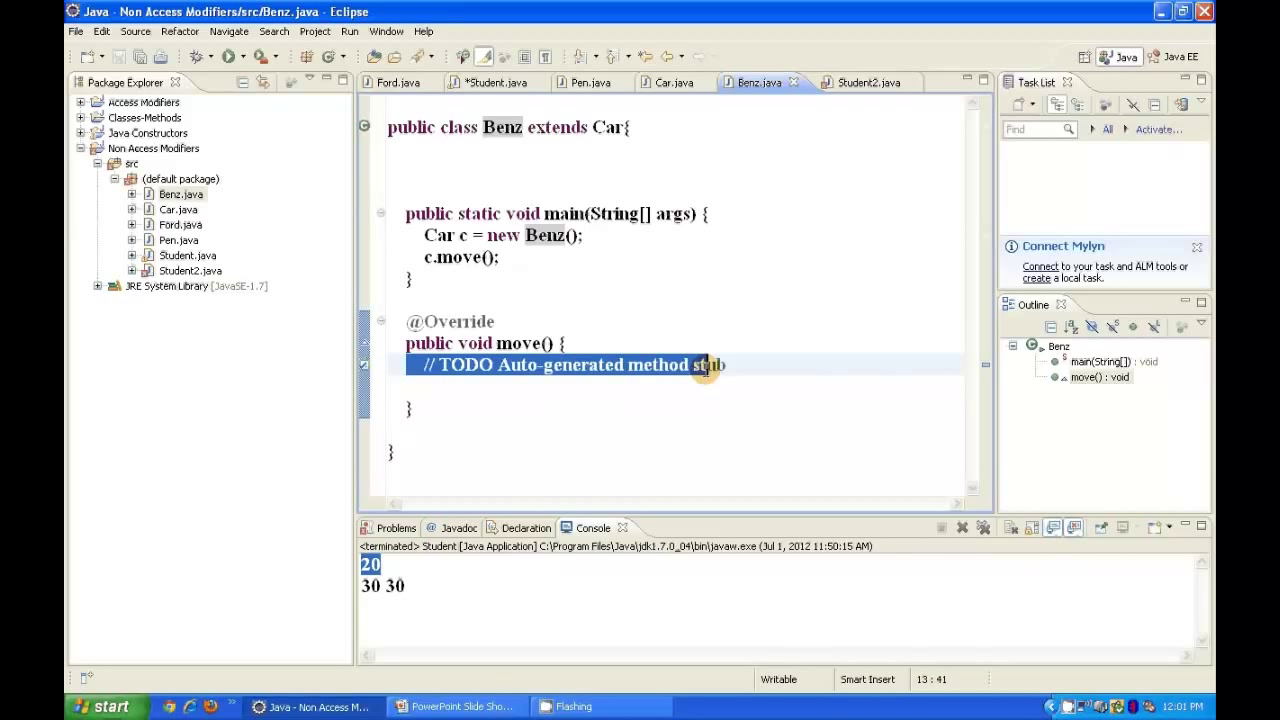 Java - Non Access Modifiers/src/Benz.java - Eclipse
File Edit Source Refactor Navigate Search Project Run Window Help
Java Java EE
Package Explorer
Ford.java *Student.java Pen.java Car.java Benz.java Student2.java
Task List
Access Modifiers
Classes-Methods
Java Constructors
Non Access Modifiers
src
(default package)
Benz.java
Car.java
Ford.java
Pen.java
Student.java
Student2.java
JRE System Library [JavaSE-1.7]
public class Benz extends Car{
public static void main(String[] args) {
Car c = new Benz();
c.move();
}
@Override
public void move() {
// TODO Auto-generated method stub
}
}
Find All Activate...
Connect Mylyn
Connect to your task and ALM tools or
create a local task.
Outline
Benz
main(String[]) : void
move() : void
Problems @ Javadoc Declaration Console
<terminated> Student [Java Application] C:\Program Files\Java\jdk1.7.0_04\bin\javaw.exe (Jul 1, 2012 11:50:15 AM)
20
30 30
Writable Smart Insert 13 : 41
start Java - Non Access M... PowerPoint Slide Sho... Flashing 12:01 PM